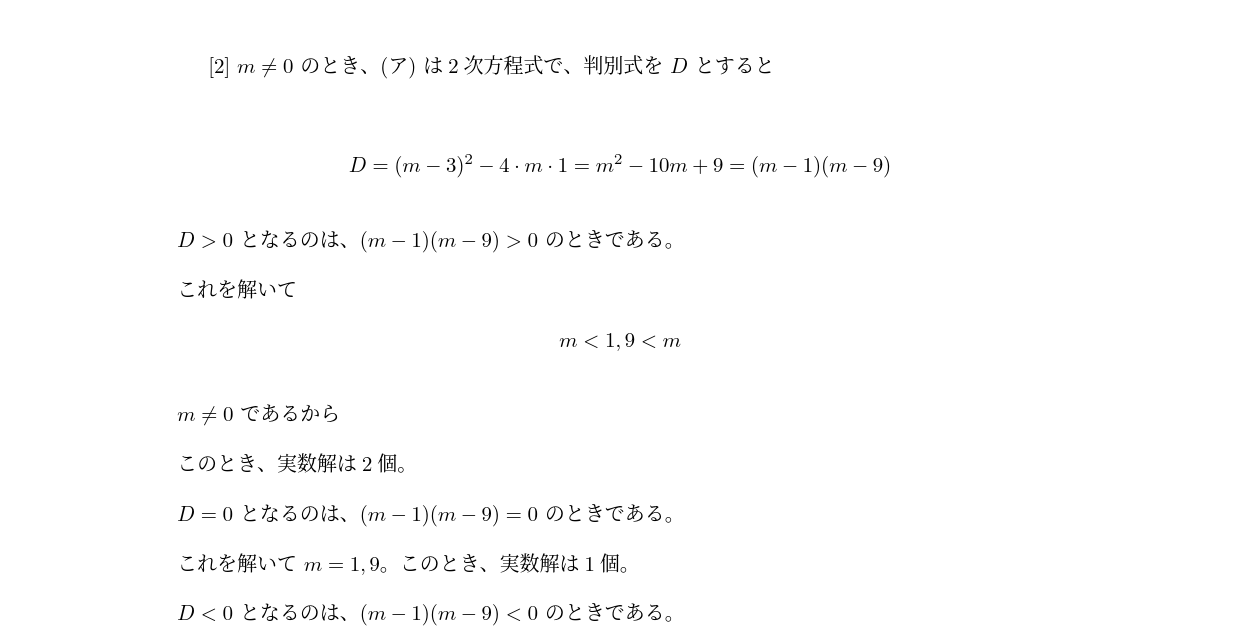 [2] m ≠ 0 のとき、(ア) は 2 次方程式で、判別式を D とすると
D = (m − 3)² − 4 · m · 1 = m² − 10m + 9 = (m − 1)(m − 9)
D > 0 となるのは、(m − 1)(m − 9) > 0 のときである。
これを解いて
m < 1, 9 < m
m ≠ 0 であるから
このとき、実数解は 2 個。
D = 0 となるのは、(m − 1)(m − 9) = 0 のときである。
これを解いて m = 1, 9。このとき、実数解は 1 個。
D < 0 となるのは、(m − 1)(m − 9) < 0 のときである。